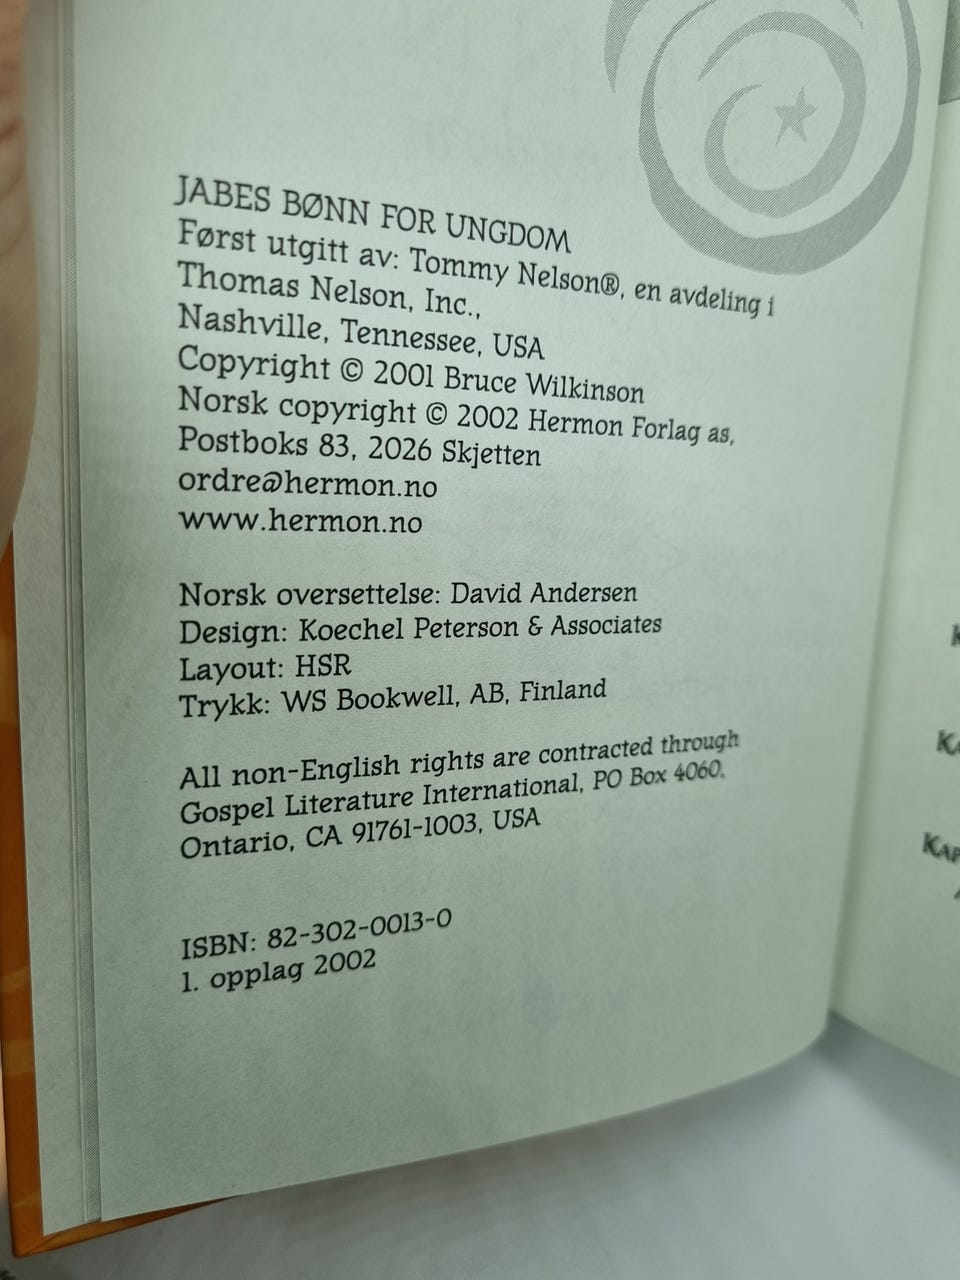 JABES BØNN FOR UNGDOM
Først utgitt av: Tommy Nelson®, en avdeling i
Thomas Nelson, Inc.,
Nashville, Tennessee, USA
Copyright © 2001 Bruce Wilkinson
Norsk copyright © 2002 Hermon Forlag as,
Postboks 83, 2026 Skjetten
ordre@hermon.no
www.hermon.no
Norsk oversettelse: David Andersen
Design: Koechel Peterson & Associates
Layout: HSR
Trykk: WS Bookwell, AB, Finland
All non-English rights are contracted through
Gospel Literature International, PO Box 4060,
Ontario, CA 91761-1003, USA
ISBN: 82-302-0013-0
1. opplag 2002